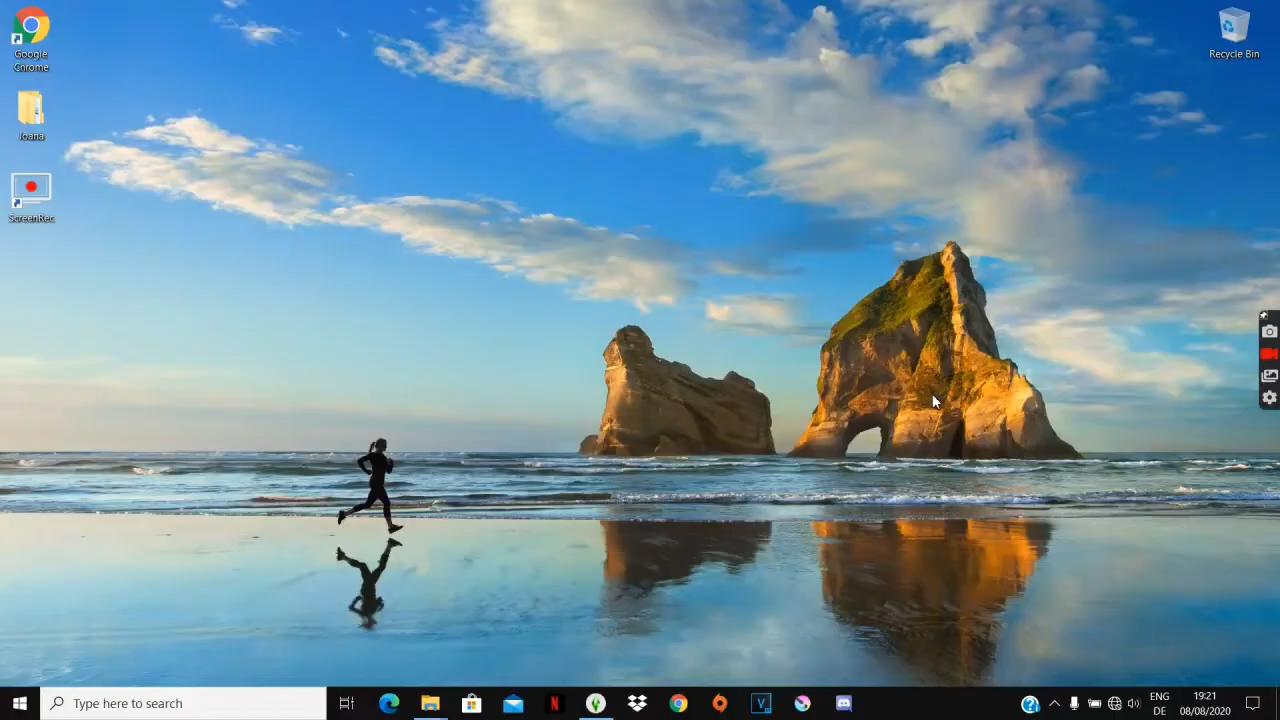 Google
Chrome
Joana
ScreenRec
Recycle Bin
Type here to search
N
V
ENG
DE
19:21
08/08/2020